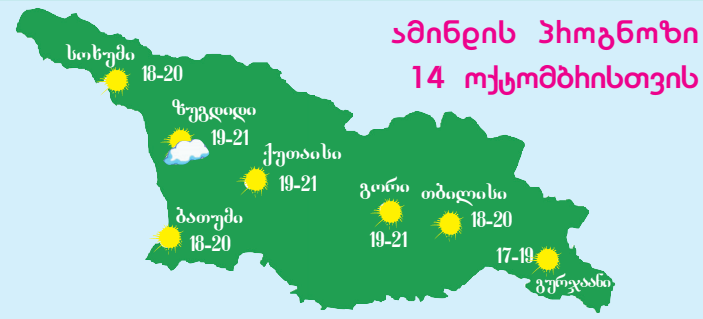 ამინდის პროგნოზი
14 ოქტომბრისთვის
სოხუმი
18-20
ზუგდიდი
19-21
ქუთაისი
19-21
გორი
19-21
თბილისი
18-20
ბათუმი
18-20
17-19
გურჯაანი